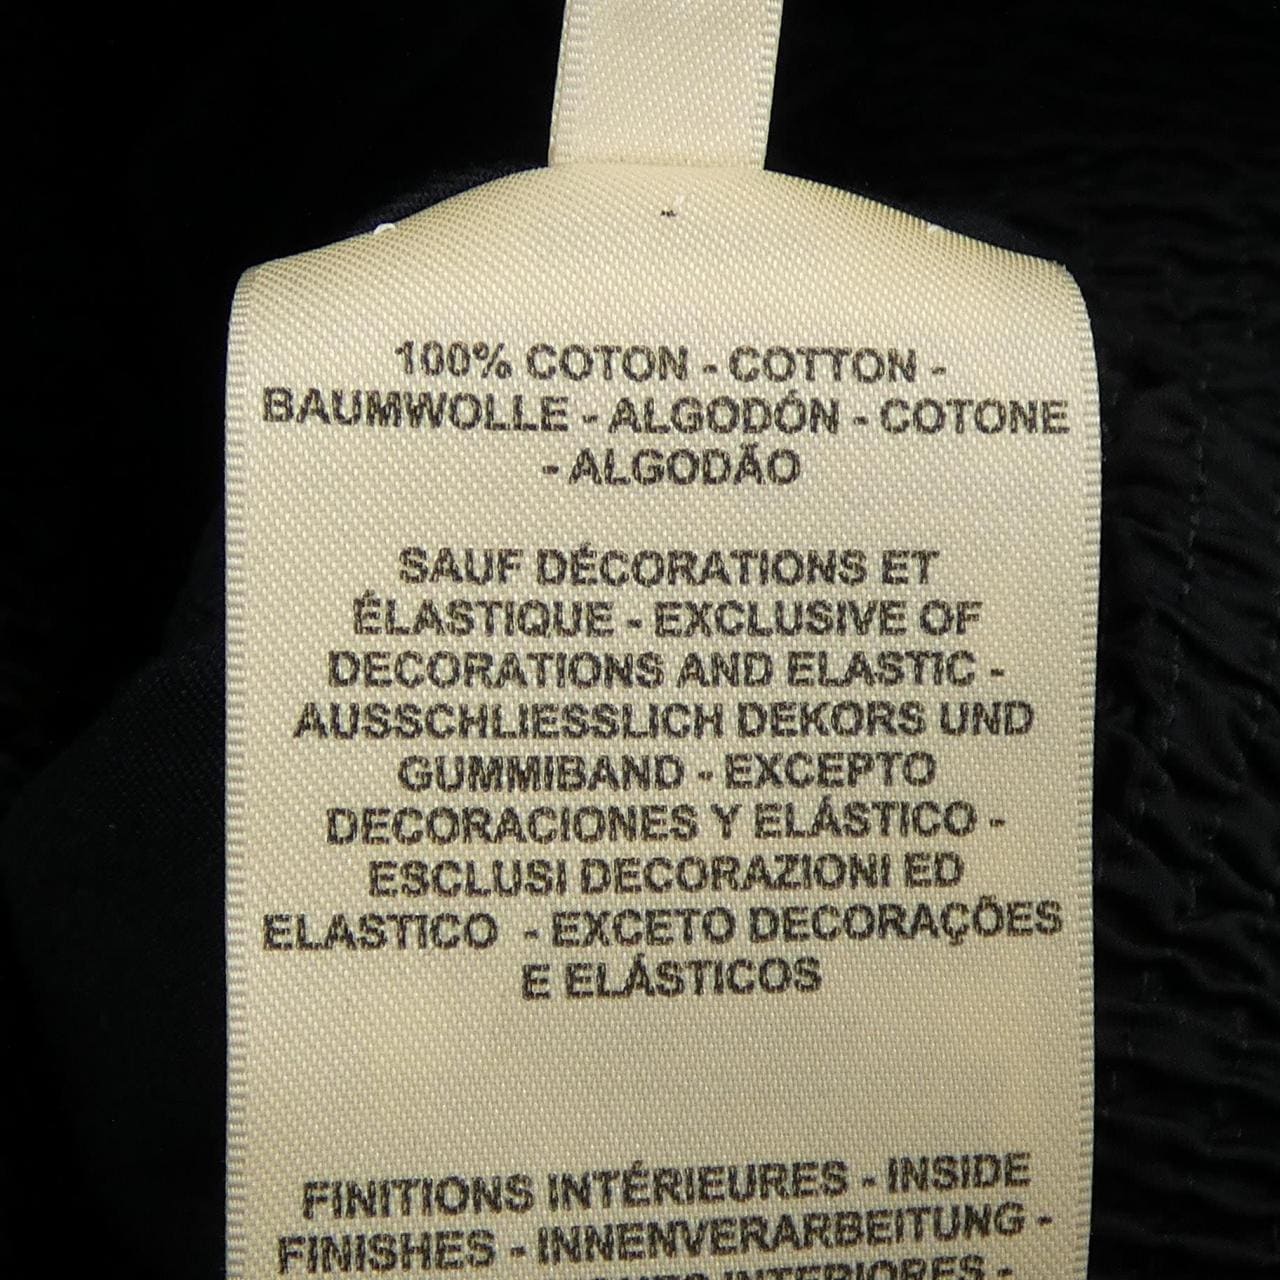 100% COTON - COTTON -
BAUMWOLLE - ALGODÓN - COTONE
- ALGODÃO
SAUF DÉCORATIONS ET
ÉLASTIQUE - EXCLUSIVE OF
DECORATIONS AND ELASTIC -
AUSSCHLIESSLICH DEKORS UND
GUMMIBAND - EXCEPTO
DECORACIONES Y ELÁSTICO -
ESCLUSI DECORAZIONI ED
ELASTICO - EXCETO DECORAÇÕES
E ELÁSTICOS
FINITIONS INTÉRIEURES - INSIDE
FINISHES - INNENVERARBEITUNG -
INTERIORES -